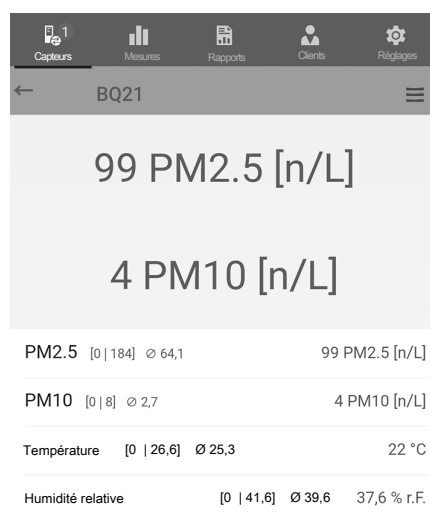 1
Capteurs Mesures Rapports Clients Réglages
BQ21
99 PM2.5 [n/L]
4 PM10 [n/L]
PM2.5 [0|184] Ø 64,1 99 PM2.5 [n/L]
PM10 [0|8] Ø 2,7 4 PM10 [n/L]
Température [0 | 26,6] Ø 25,3 22 °C
Humidité relative [0 | 41,6] Ø 39,6 37,6 % r.F.